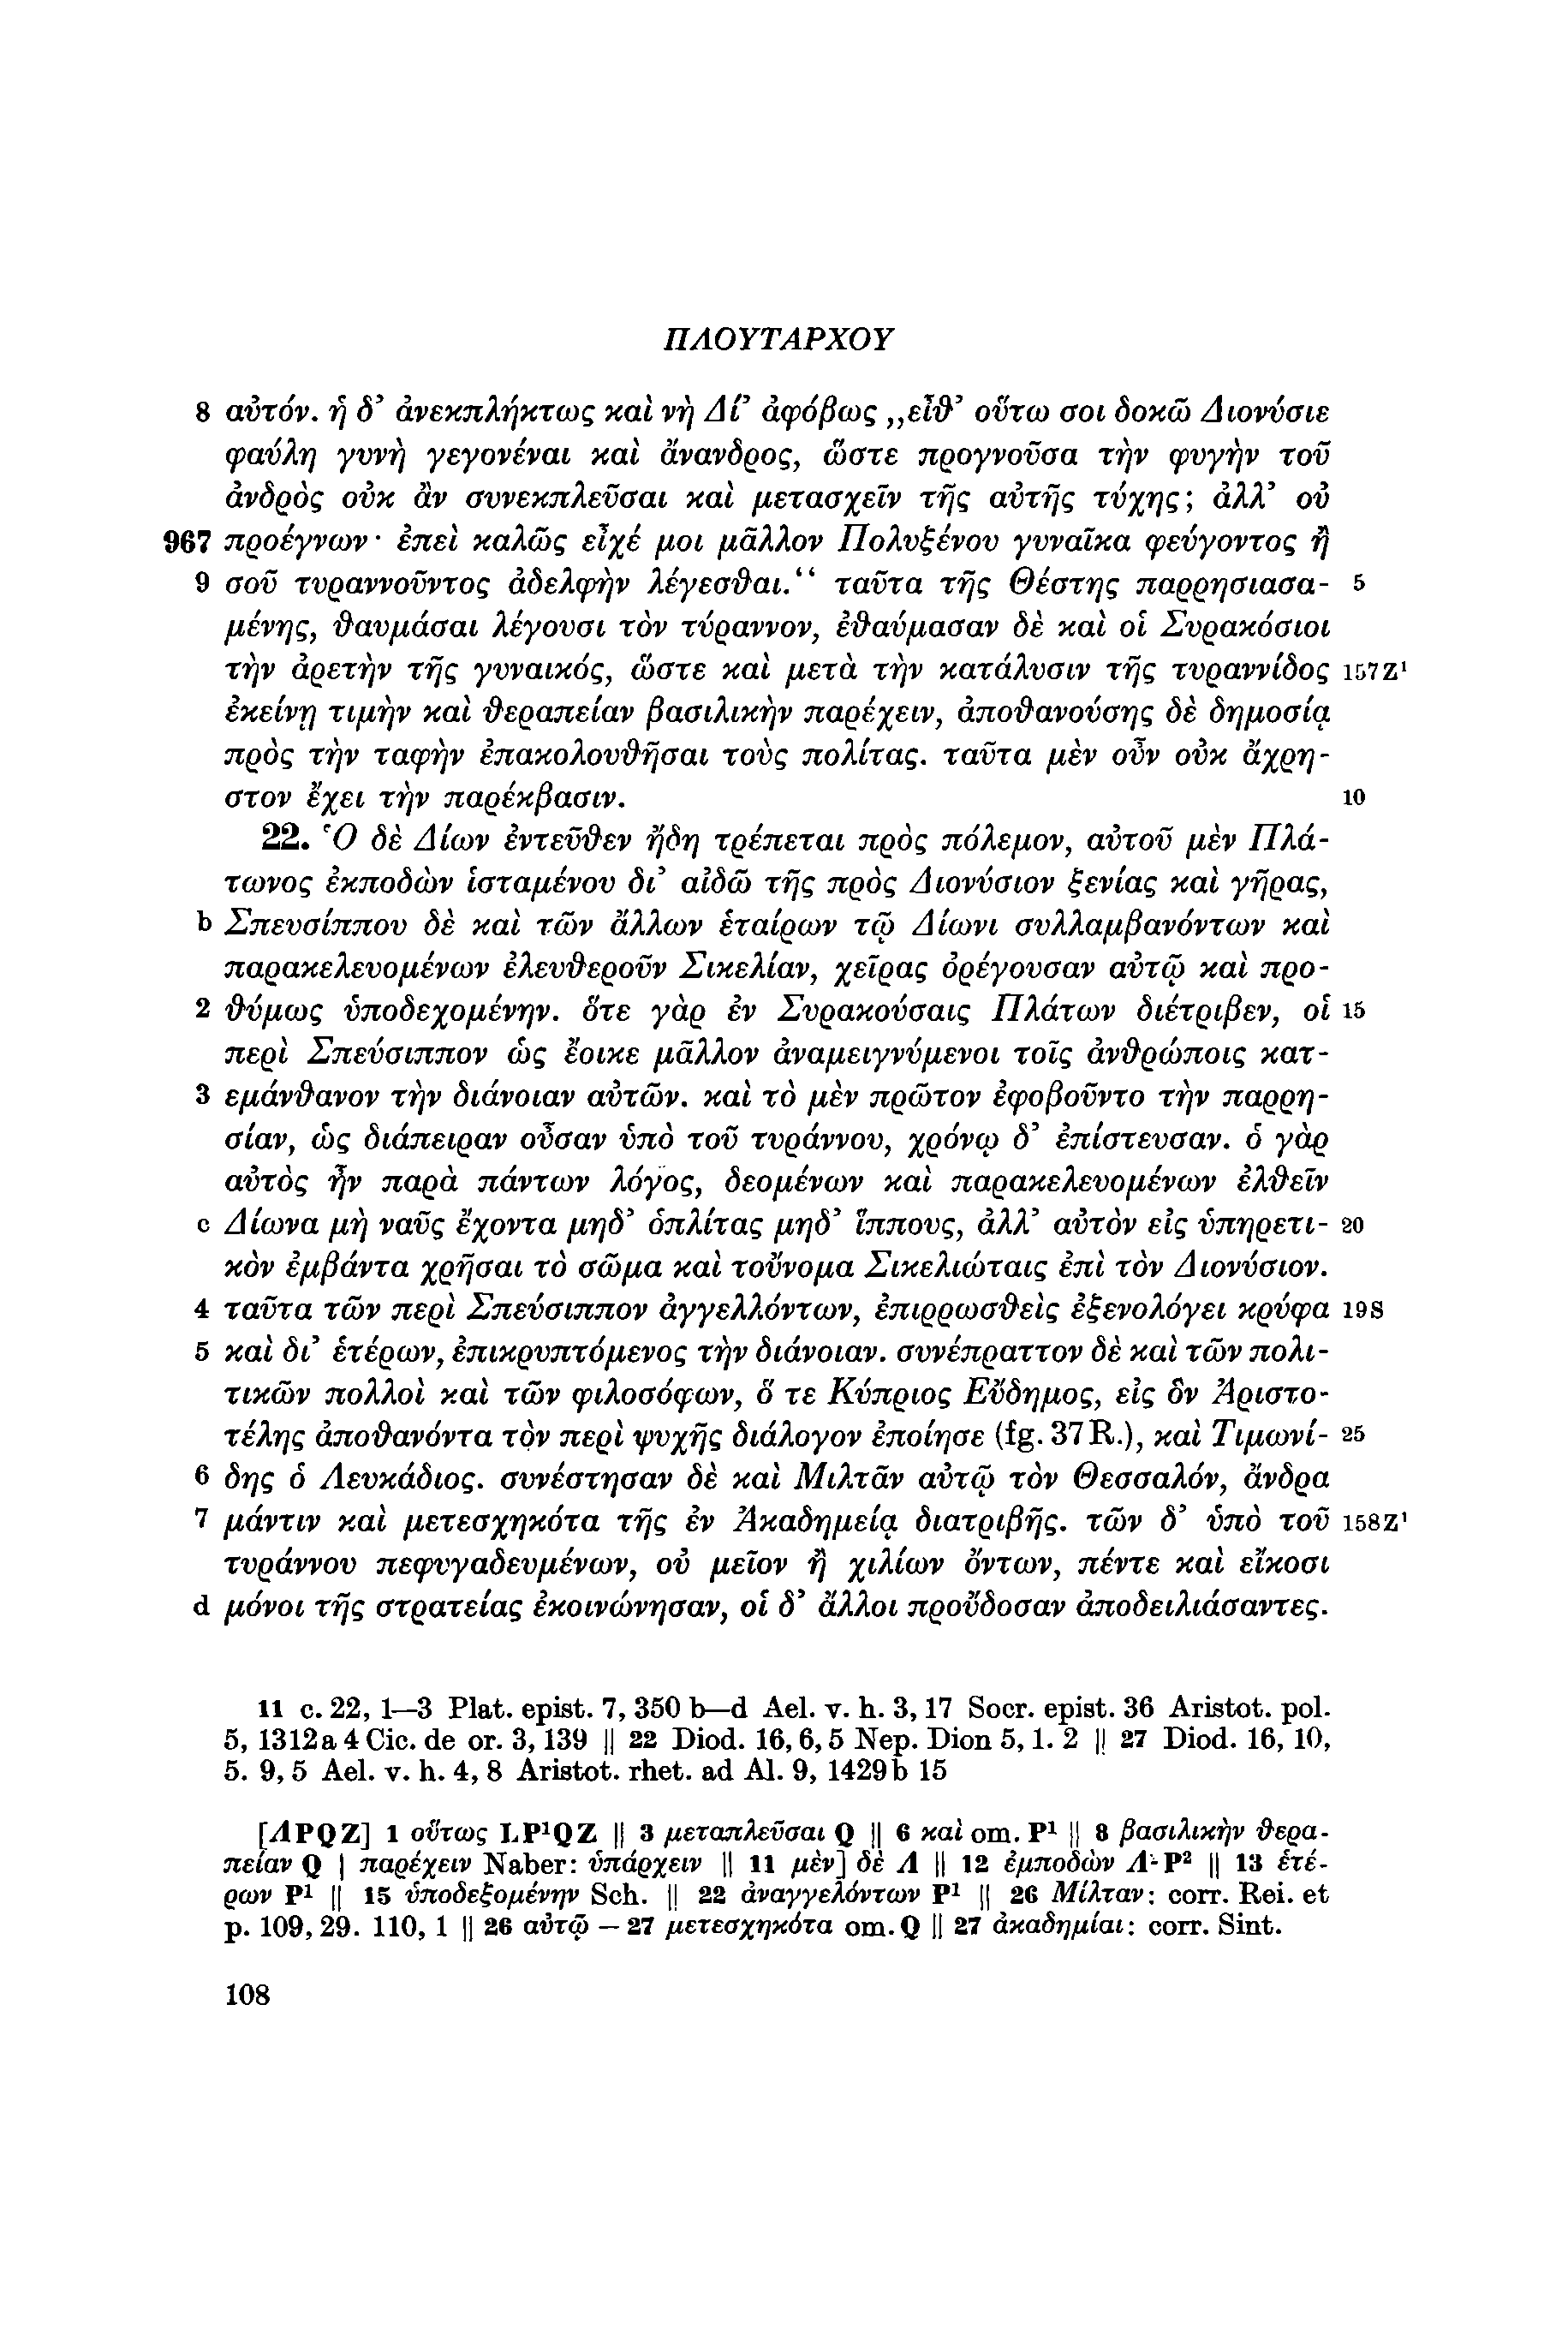 ΠΛΟΥΤΑΡΧΟΥ
8 αὐτόν. ἡ δ’ ἀνεκπλήκτως καὶ νὴ Δί’ ἀφόβως „εἶθ’ οὕτω σοι δοκῶ Διονύσιε
φαύλη γυνὴ γεγονέναι καὶ ἄνανδρος, ὥστε προγνοῦσα τὴν φυγὴν τοῦ
ἀνδρὸς οὐκ ἂν συνεκπλεῦσαι καὶ μετασχεῖν τῆς αὐτῆς τύχης; ἀλλ’ οὐ
967 προέγνων· ἐπεὶ καλῶς εἶχέ μοι μᾶλλον Πολυξένου γυναῖκα φεύγοντος ἢ
9 σοῦ τυραννοῦντος ἀδελφὴν λέγεσθαι.“ ταῦτα τῆς Θέστης παρρησιασα- 5
μένης, θαυμάσαι λέγουσι τὸν τύραννον, ἐθαύμασαν δὲ καὶ οἱ Συρακόσιοι
τὴν ἀρετὴν τῆς γυναικός, ὥστε καὶ μετὰ τὴν κατάλυσιν τῆς τυραννίδος 157Z¹
ἐκείνῃ τιμὴν καὶ θεραπείαν βασιλικὴν παρέχειν, ἀποθανούσης δὲ δημοσίᾳ
πρὸς τὴν ταφὴν ἐπακολουθῆσαι τοὺς πολίτας. ταῦτα μὲν οὖν οὐκ ἄχρη-
στον ἔχει τὴν παρέκβασιν. 10
22. Ὁ δὲ Δίων ἐντεῦθεν ἤδη τρέπεται πρὸς πόλεμον, αὐτοῦ μὲν Πλά-
τωνος ἐκποδὼν ἱσταμένου δι’ αἰδῶ τῆς πρὸς Διονύσιον ξενίας καὶ γῆρας,
b Σπευσίππου δὲ καὶ τῶν ἄλλων ἑταίρων τῷ Δίωνι συλλαμβανόντων καὶ
παρακελευομένων ἐλευθεροῦν Σικελίαν, χεῖρας ὀρέγουσαν αὐτῷ καὶ προ-
2 θύμως ὑποδεχομένην. ὅτε γὰρ ἐν Συρακούσαις Πλάτων διέτριβεν, οἱ 15
περὶ Σπεύσιππον ὡς ἔοικε μᾶλλον ἀναμειγνύμενοι τοῖς ἀνθρώποις κατ-
3 εμάνθανον τὴν διάνοιαν αὐτῶν. καὶ τὸ μὲν πρῶτον ἐφοβοῦντο τὴν παρρη-
σίαν, ὡς διάπειραν οὖσαν ὑπὸ τοῦ τυράννου, χρόνῳ δ’ ἐπίστευσαν. ὁ γὰρ
αὐτὸς ἦν παρὰ πάντων λόγος, δεομένων καὶ παρακελευομένων ἐλθεῖν
c Δίωνα μὴ ναῦς ἔχοντα μηδ’ ὁπλίτας μηδ’ ἵππους, ἀλλ’ αὐτὸν εἰς ὑπηρετι- 20
κὸν ἐμβάντα χρῆσαι τὸ σῶμα καὶ τοὔνομα Σικελιώταις ἐπὶ τὸν Διονύσιον.
4 ταῦτα τῶν περὶ Σπεύσιππον ἀγγελλόντων, ἐπιρρωσθεὶς ἐξενολόγει κρύφα 19S
5 καὶ δι’ ἑτέρων, ἐπικρυπτόμενος τὴν διάνοιαν. συνέπραττον δὲ καὶ τῶν πολι-
τικῶν πολλοὶ καὶ τῶν φιλοσόφων, ὅ τε Κύπριος Εὔδημος, εἰς ὃν Ἀριστο-
τέλης ἀποθανόντα τὸν περὶ ψυχῆς διάλογον ἐποίησε (fg. 37 R.), καὶ Τιμωνί- 25
6 δης ὁ Λευκάδιος. συνέστησαν δὲ καὶ Μιλτᾶν αὐτῷ τὸν Θεσσαλόν, ἄνδρα
7 μάντιν καὶ μετεσχηκότα τῆς ἐν Ἀκαδημείᾳ διατριβῆς. τῶν δ’ ὑπὸ τοῦ 158Z¹
τυράννου πεφυγαδευμένων, οὐ μεῖον ἢ χιλίων ὄντων, πέντε καὶ εἴκοσι
d μόνοι τῆς στρατείας ἐκοινώνησαν, οἱ δ’ ἄλλοι προὔδοσαν ἀποδειλιάσαντες.
11 c. 22, 1—3 Plat. epist. 7, 350 b—d Ael. v. h. 3, 17 Socr. epist. 36 Aristot. pol.
5, 1312a 4 Cic. de or. 3, 139 || 22 Diod. 16, 6, 5 Nep. Dion 5, 1. 2 || 27 Diod. 16, 10,
5. 9, 5 Ael. v. h. 4, 8 Aristot. rhet. ad Al. 9, 1429b 15
[ΛPQZ] 1 οὕτως LP¹QZ || 3 μεταπλεῦσαι Q || 6 καὶ om. P¹ || 8 βασιλικὴν θερα-
πείαν Q | παρέχειν Naber: ὑπάρχειν || 11 μὲν] δὲ Λ || 12 ἐμποδὼν Λ P² || 13 ἑτέ-
ρων P¹ || 15 ὑποδεξομένην Sch. || 22 ἀναγγελόντων P¹ || 26 Μίλταν: corr. Rei. et
p. 109, 29. 110, 1 || 26 αὐτῷ — 27 μετεσχηκότα om. Q || 27 ἀκαδημίαι: corr. Sint.
108